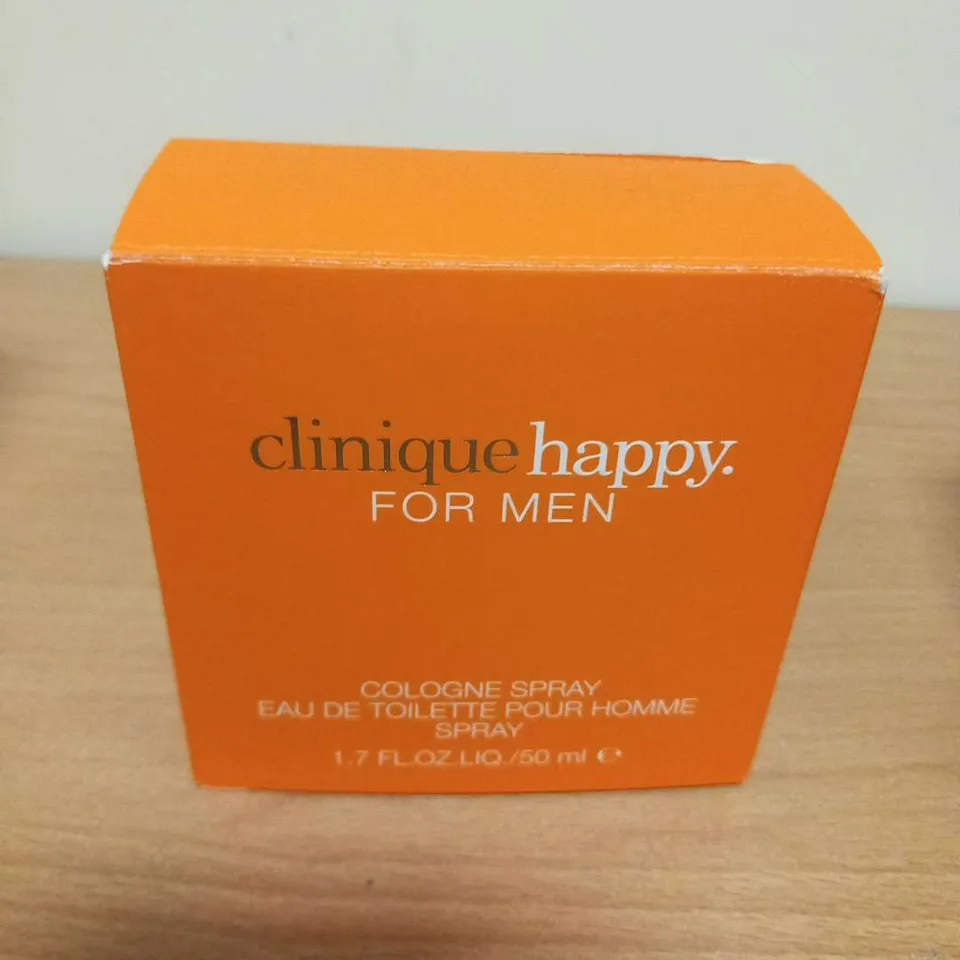 clinique happy.
FOR MEN
COLOGNE SPRAY
EAU DE TOILETTE POUR HOMME
SPRAY
1.7 FL.OZ.LIQ./50 ml ℮